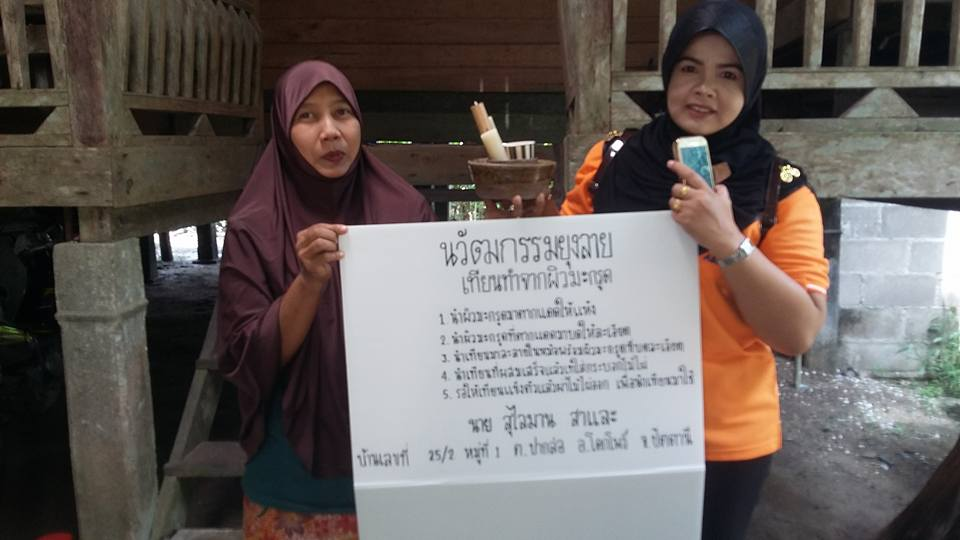 นวัตมกรรมยุงลาย
เทียนทำจากผิวมะกรูด
1. นำผิวมะกรูดมาตากแดดให้แห้ง
2. นำผิวมะกรูดที่ตากแดดมาบดให้ละเอียด
3. นำเทียนมาละลายในหม้อพร้อมผิวมะกรูดที่บดละเอียด
4. นำเทียนที่ผสมเสร็จแล้วเทใส่กระบอกไม้ไผ่
5. รอให้เทียนแข็งตัวแล้วผ่าไม้ไผ่ออก เพื่อนำเทียนมาใช้
นาย สุไลมาน สาและ
บ้านเลขที่ 25/2 หมู่ที่ 1 ต.ปากล่อ อ.โคกโพธิ์ จ.ปัตตานี